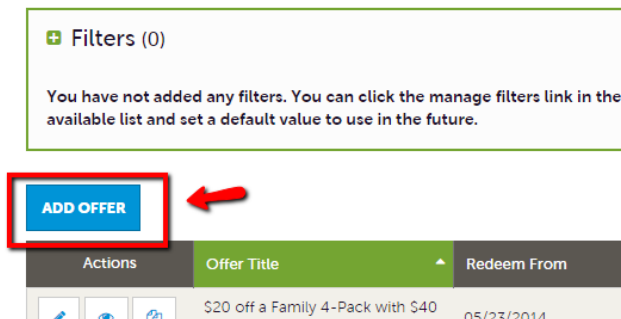 Filters (0)
You have not added any filters. You can click the manage filters link in the
available list and set a default value to use in the future.
ADD OFFER
Actions Offer Title Redeem From
$20 off a Family 4-Pack with $40
05/23/2014